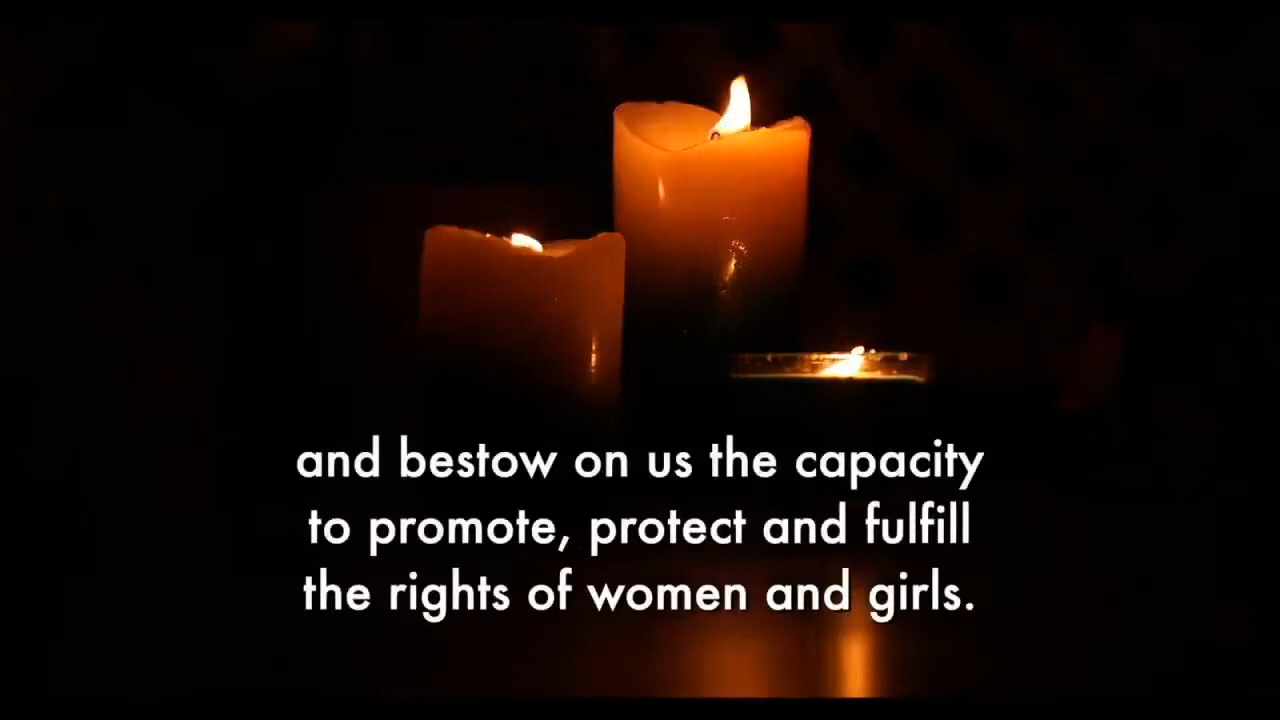 and bestow on us the capacity
to promote, protect and fulfill
the rights of women and girls.